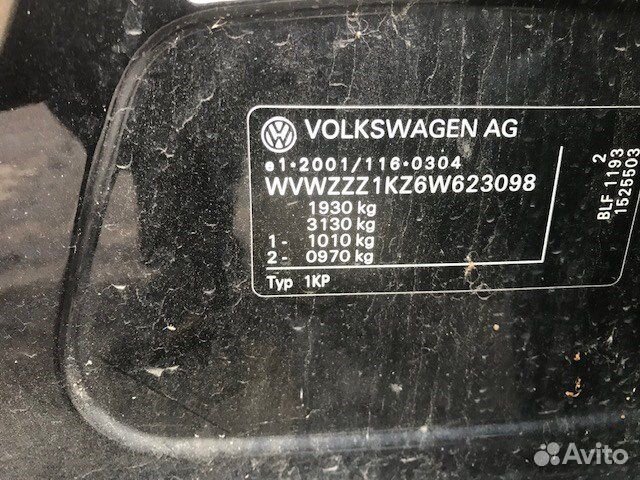 VOLKSWAGEN AG
e1*2001/116*0304
WVWZZZ1KZ6W623098
1930 kg
3130 kg
1- 1010 kg
2- 0970 kg
Typ 1KP
2
BLF 1193
1525503
Avito